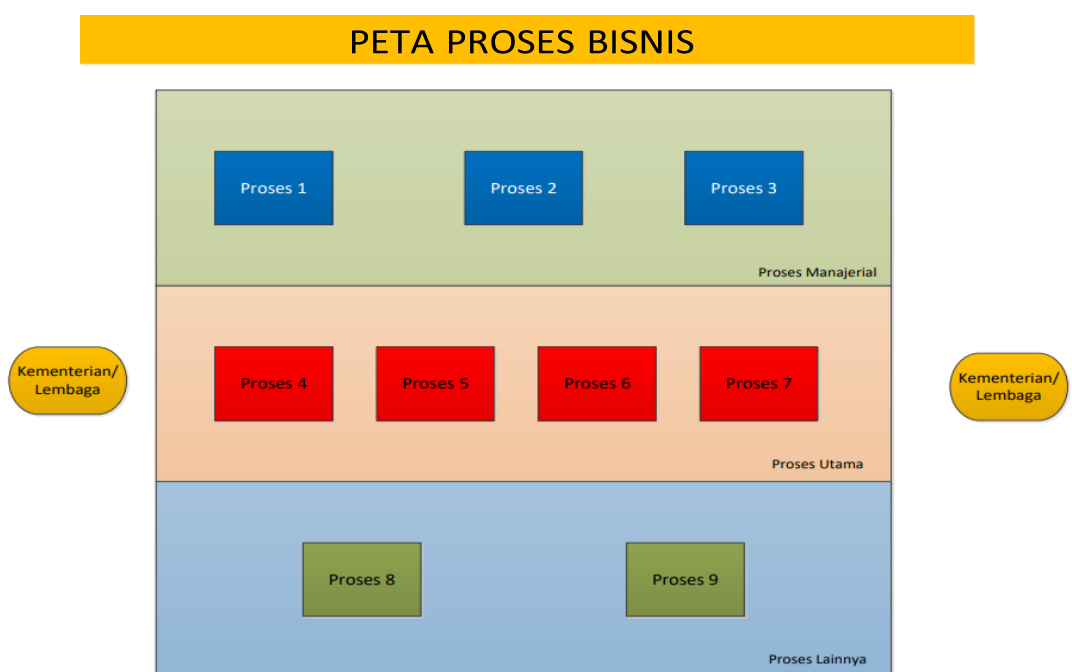 PETA PROSES BISNIS
Proses 1
Proses 2
Proses 3
Proses Manajerial
Kementerian/
Lembaga
Proses 4
Proses 5
Proses 6
Proses 7
Kementerian/
Lembaga
Proses Utama
Proses 8
Proses 9
Proses Lainnya